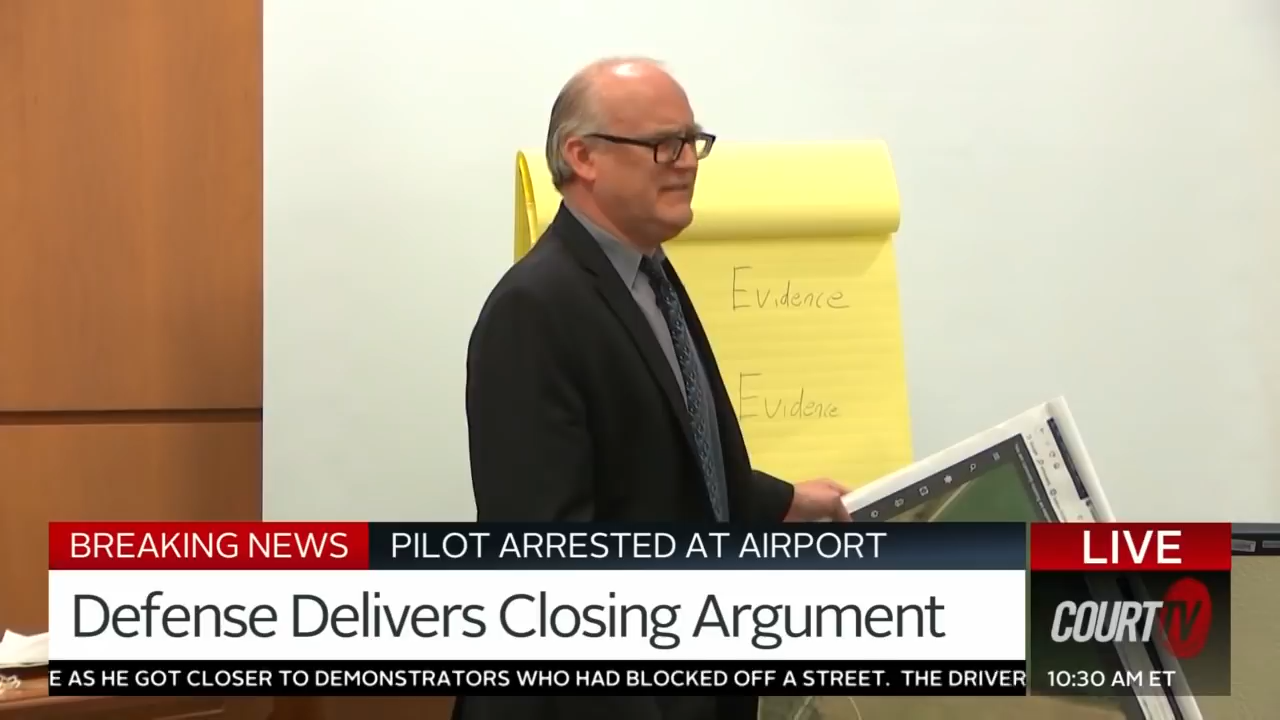 Evidence
Evidence
BREAKING NEWS
PILOT ARRESTED AT AIRPORT
LIVE
Defense Delivers Closing Argument
COURT TV
E AS HE GOT CLOSER TO DEMONSTRATORS WHO HAD BLOCKED OFF A STREET. THE DRIVER
10:30 AM ET